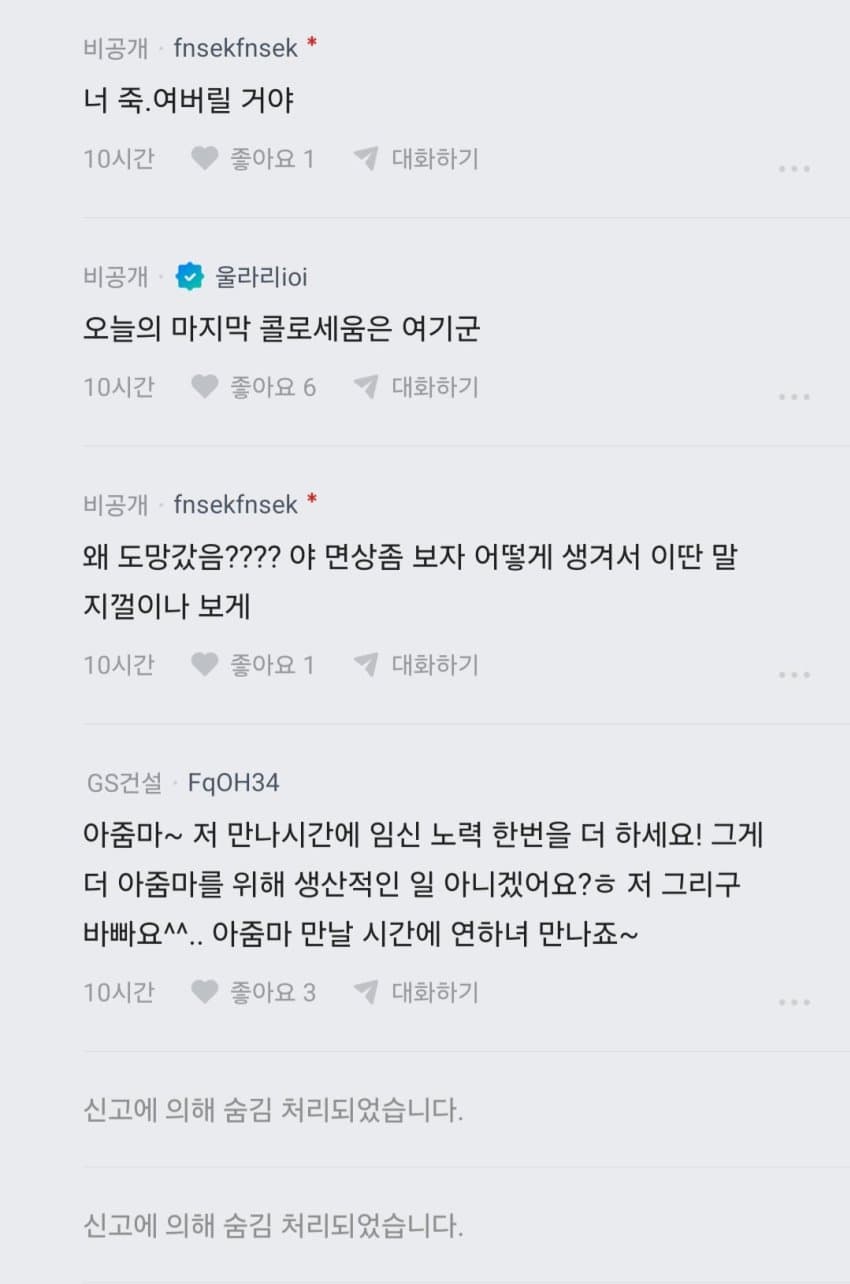 비공개 · fnsekfnsek *
너 죽.여버릴 거야
10시간 좋아요 1 대화하기
비공개 · 울라리ioi
오늘의 마지막 콜로세움은 여기군
10시간 좋아요 6 대화하기
비공개 · fnsekfnsek *
왜 도망갔음???? 야 면상좀 보자 어떻게 생겨서 이딴 말
지껄이나 보게
10시간 좋아요 1 대화하기
GS건설 · FqOH34
아줌마~ 저 만나시간에 임신 노력 한번을 더 하세요! 그게
더 아줌마를 위해 생산적인 일 아니겠어요?ㅎ 저 그리구
바빠요^^.. 아줌마 만날 시간에 연하녀 만나죠~
10시간 좋아요 3 대화하기
신고에 의해 숨김 처리되었습니다.
신고에 의해 숨김 처리되었습니다.